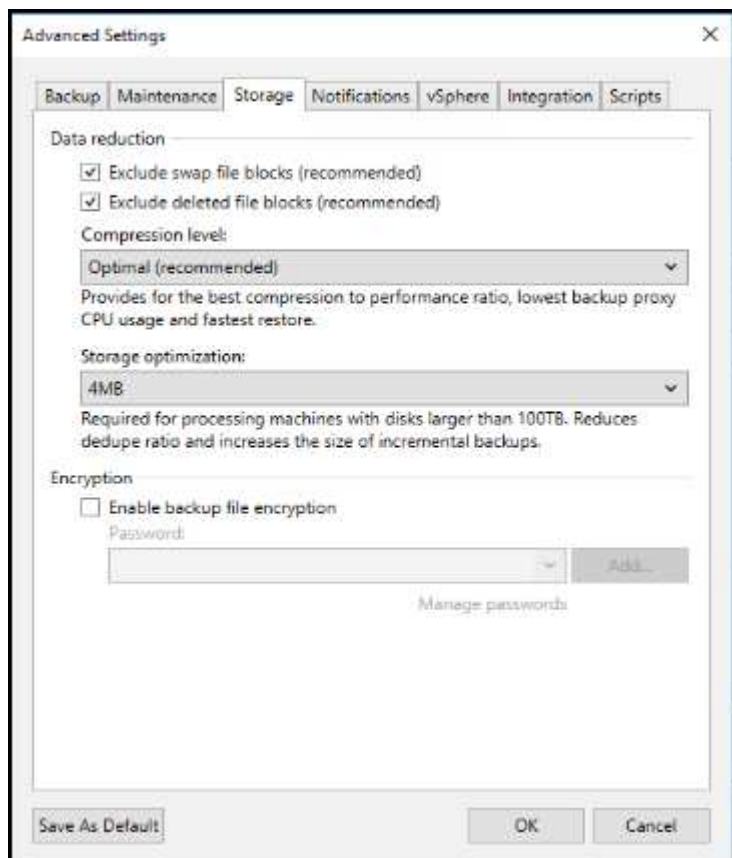 Advanced Settings
Backup Maintenance Storage Notifications vSphere Integration Scripts
Data reduction
Exclude swap file blocks (recommended)
Exclude deleted file blocks (recommended)
Compression level:
Optimal (recommended)
Provides for the best compression to performance ratio, lowest backup proxy
CPU usage and fastest restore.
Storage optimization:
4MB
Required for processing machines with disks larger than 100TB. Reduces
dedupe ratio and increases the size of incremental backups.
Encryption
Enable backup file encryption
Password:
Add...
Manage passwords
Save As Default OK Cancel